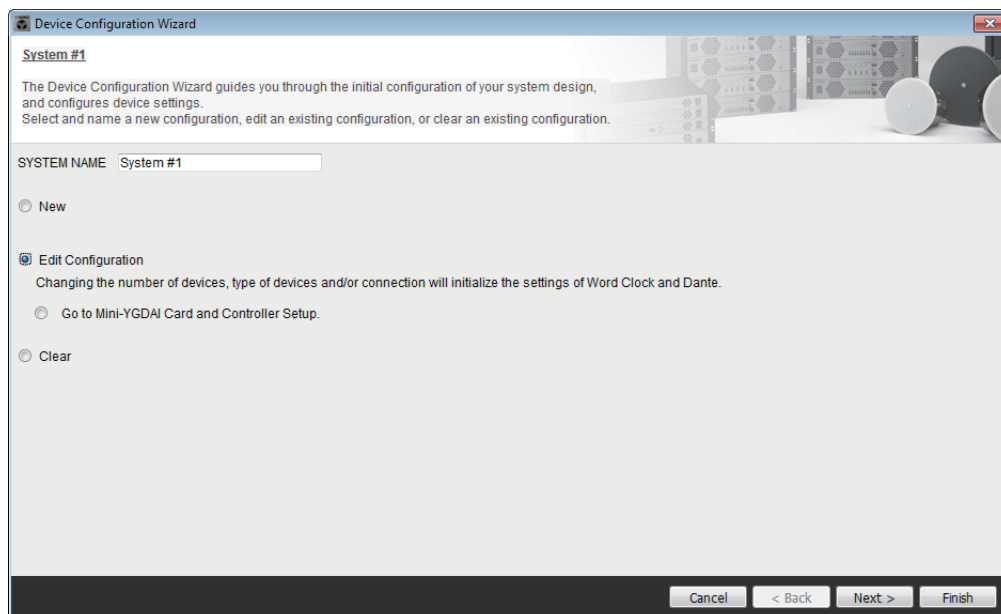 Device Configuration Wizard
System #1
The Device Configuration Wizard guides you through the initial configuration of your system design,
and configures device settings.
Select and name a new configuration, edit an existing configuration, or clear an existing configuration.
SYSTEM NAME System #1
New
Edit Configuration
Changing the number of devices, type of devices and/or connection will initialize the settings of Word Clock and Dante.
Go to Mini-YGDAI Card and Controller Setup.
Clear
Cancel < Back Next > Finish